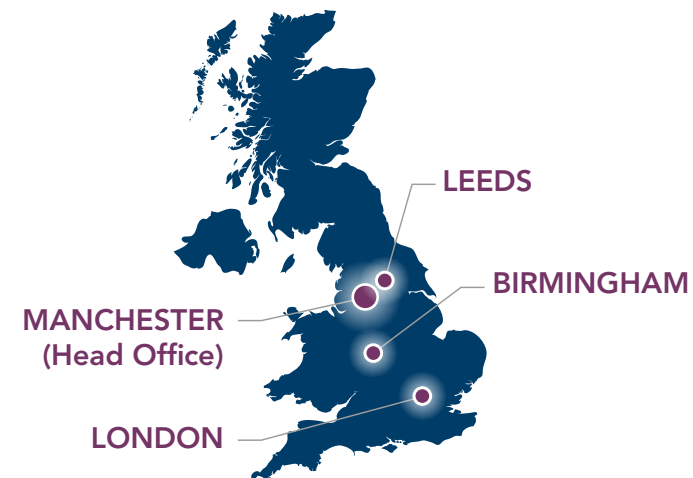 LEEDS
BIRMINGHAM
MANCHESTER
(Head Office)
LONDON